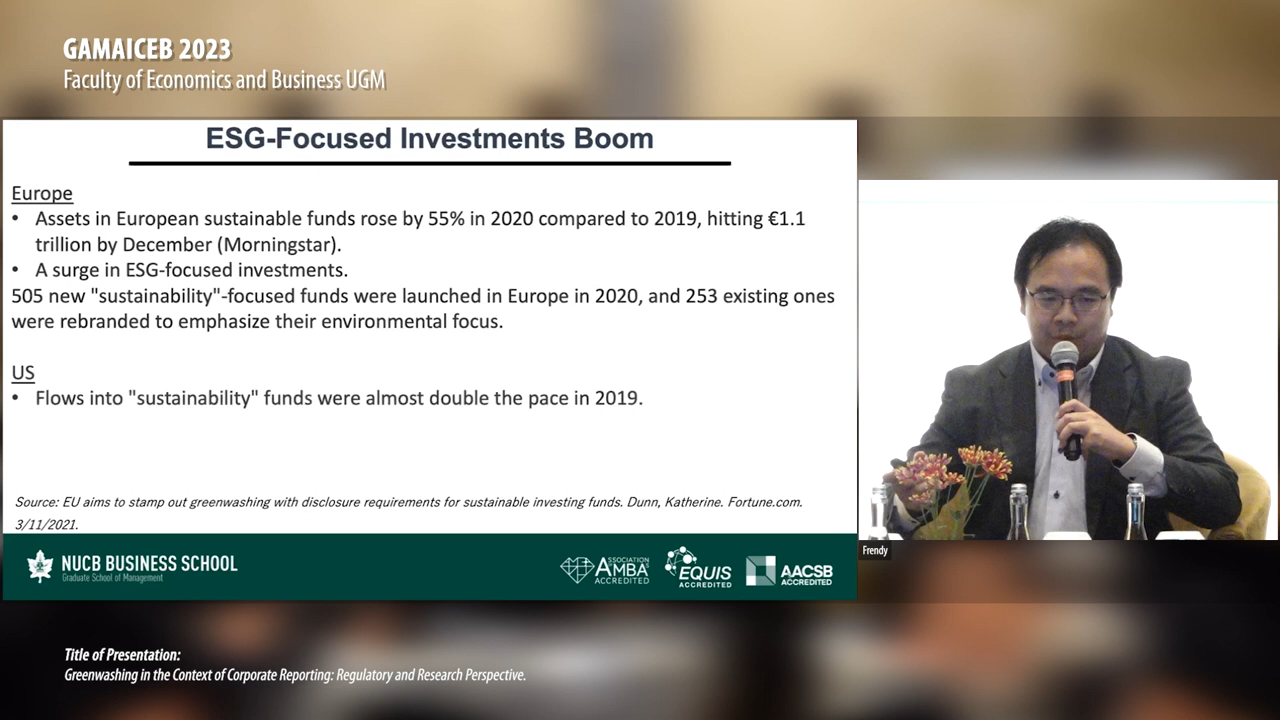 GAMAICEB 2023
Faculty of Economics and Business UGM
ESG-Focused Investments Boom
Europe
• Assets in European sustainable funds rose by 55% in 2020 compared to 2019, hitting €1.1
trillion by December (Morningstar).
• A surge in ESG-focused investments.
505 new "sustainability"-focused funds were launched in Europe in 2020, and 253 existing ones
were rebranded to emphasize their environmental focus.
US
• Flows into "sustainability" funds were almost double the pace in 2019.
Source: EU aims to stamp out greenwashing with disclosure requirements for sustainable investing funds. Dunn, Katherine. Fortune.com.
3/11/2021.
NUCB BUSINESS SCHOOL
Graduate School of Management
ASSOCIATION
AMBA
ACCREDITED
EQUIS
ACCREDITED
AACSB
ACCREDITED
Frendy
Title of Presentation:
Greenwashing in the Context of Corporate Reporting: Regulatory and Research Perspective.